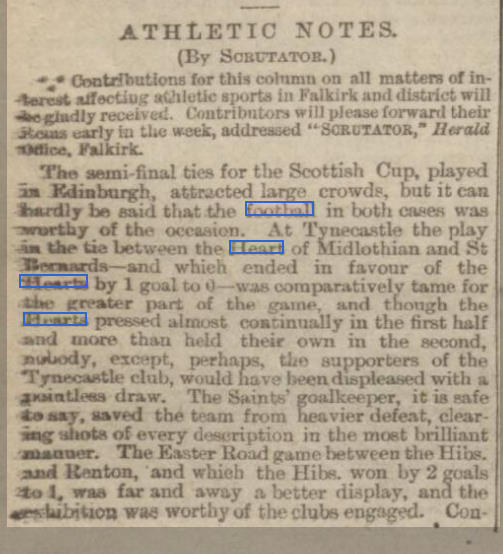 ATHLETIC NOTES.
(By SCRUTATOR.)
Contributions for this column on all matters of in-
terest affecting athletic sports in Falkirk and district will
be gladly received. Contributors will please forward their
items early in the week, addressed "SCRUTATOR," Herald
Office, Falkirk.
The semi-final ties for the Scottish Cup, played
in Edinburgh, attracted large crowds, but it can
hardly be said that the football in both cases was
worthy of the occasion. At Tynecastle the play
in the tie between the Heart of Midlothian and St
Bernards—and which ended in favour of the
Hearts by 1 goal to 0—was comparatively tame for
the greater part of the game, and though the
Hearts pressed almost continually in the first half
and more than held their own in the second,
nobody, except, perhaps, the supporters of the
Tynecastle club, would have been displeased with a
pointless draw. The Saints' goalkeeper, it is safe
to say, saved the team from heavier defeat, clear-
ing shots of every description in the most brilliant
manner. The Easter Road game between the Hibs.
and Renton, and which the Hibs. won by 2 goals
to 1, was far and away a better display, and the
exhibition was worthy of the clubs engaged. Con-